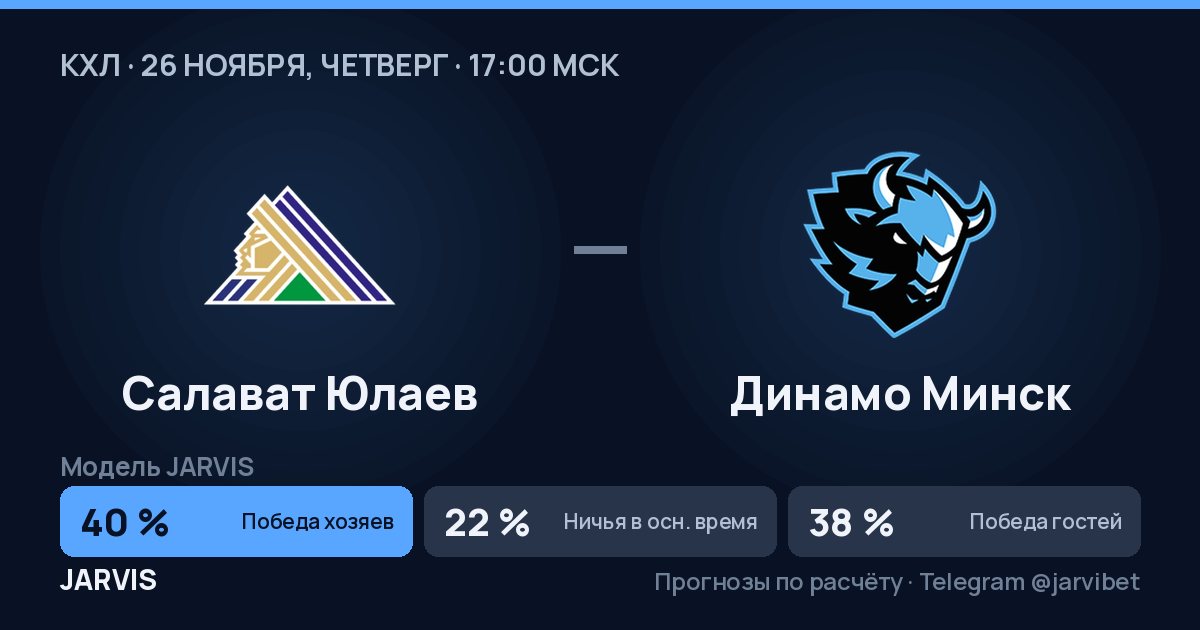 КХЛ · 26 НОЯБРЯ, ЧЕТВЕРГ · 17:00 МСК
Салават Юлаев — Динамо Минск
Модель JARVIS
40 % Победа хозяев 22 % Ничья в осн. время 38 % Победа гостей
JARVIS Прогнозы по расчёту · Telegram @jarvibet